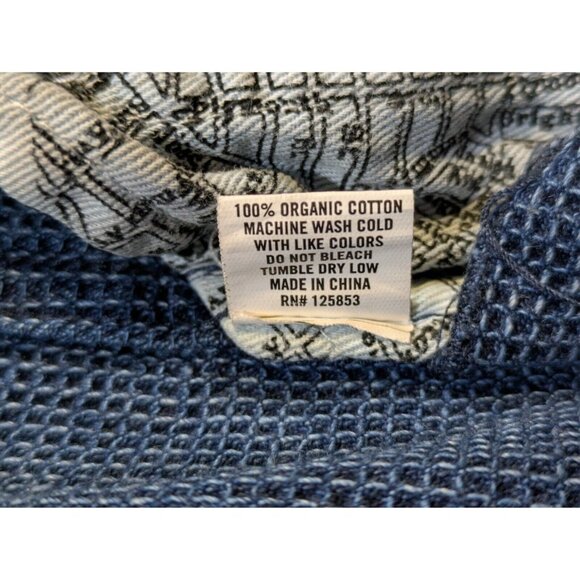 100% ORGANIC COTTON
MACHINE WASH COLD
WITH LIKE COLORS
DO NOT BLEACH
TUMBLE DRY LOW
MADE IN CHINA
RN# 125853